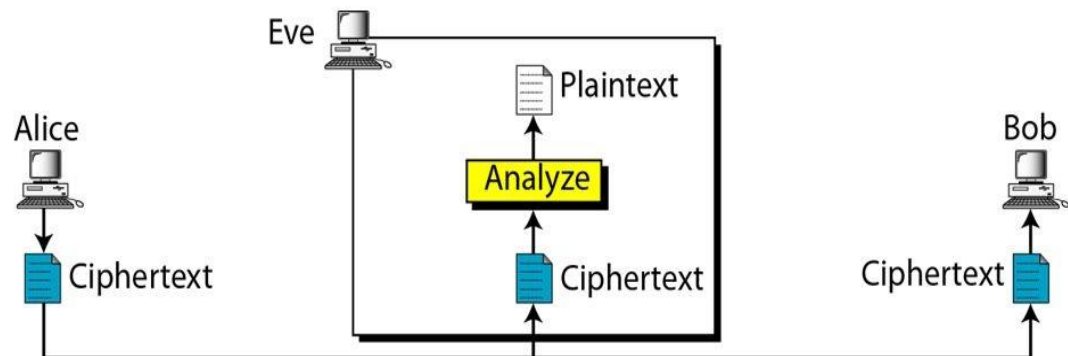 Eve
Plaintext
Alice
Bob
Analyze
Ciphertext
Ciphertext
Ciphertext